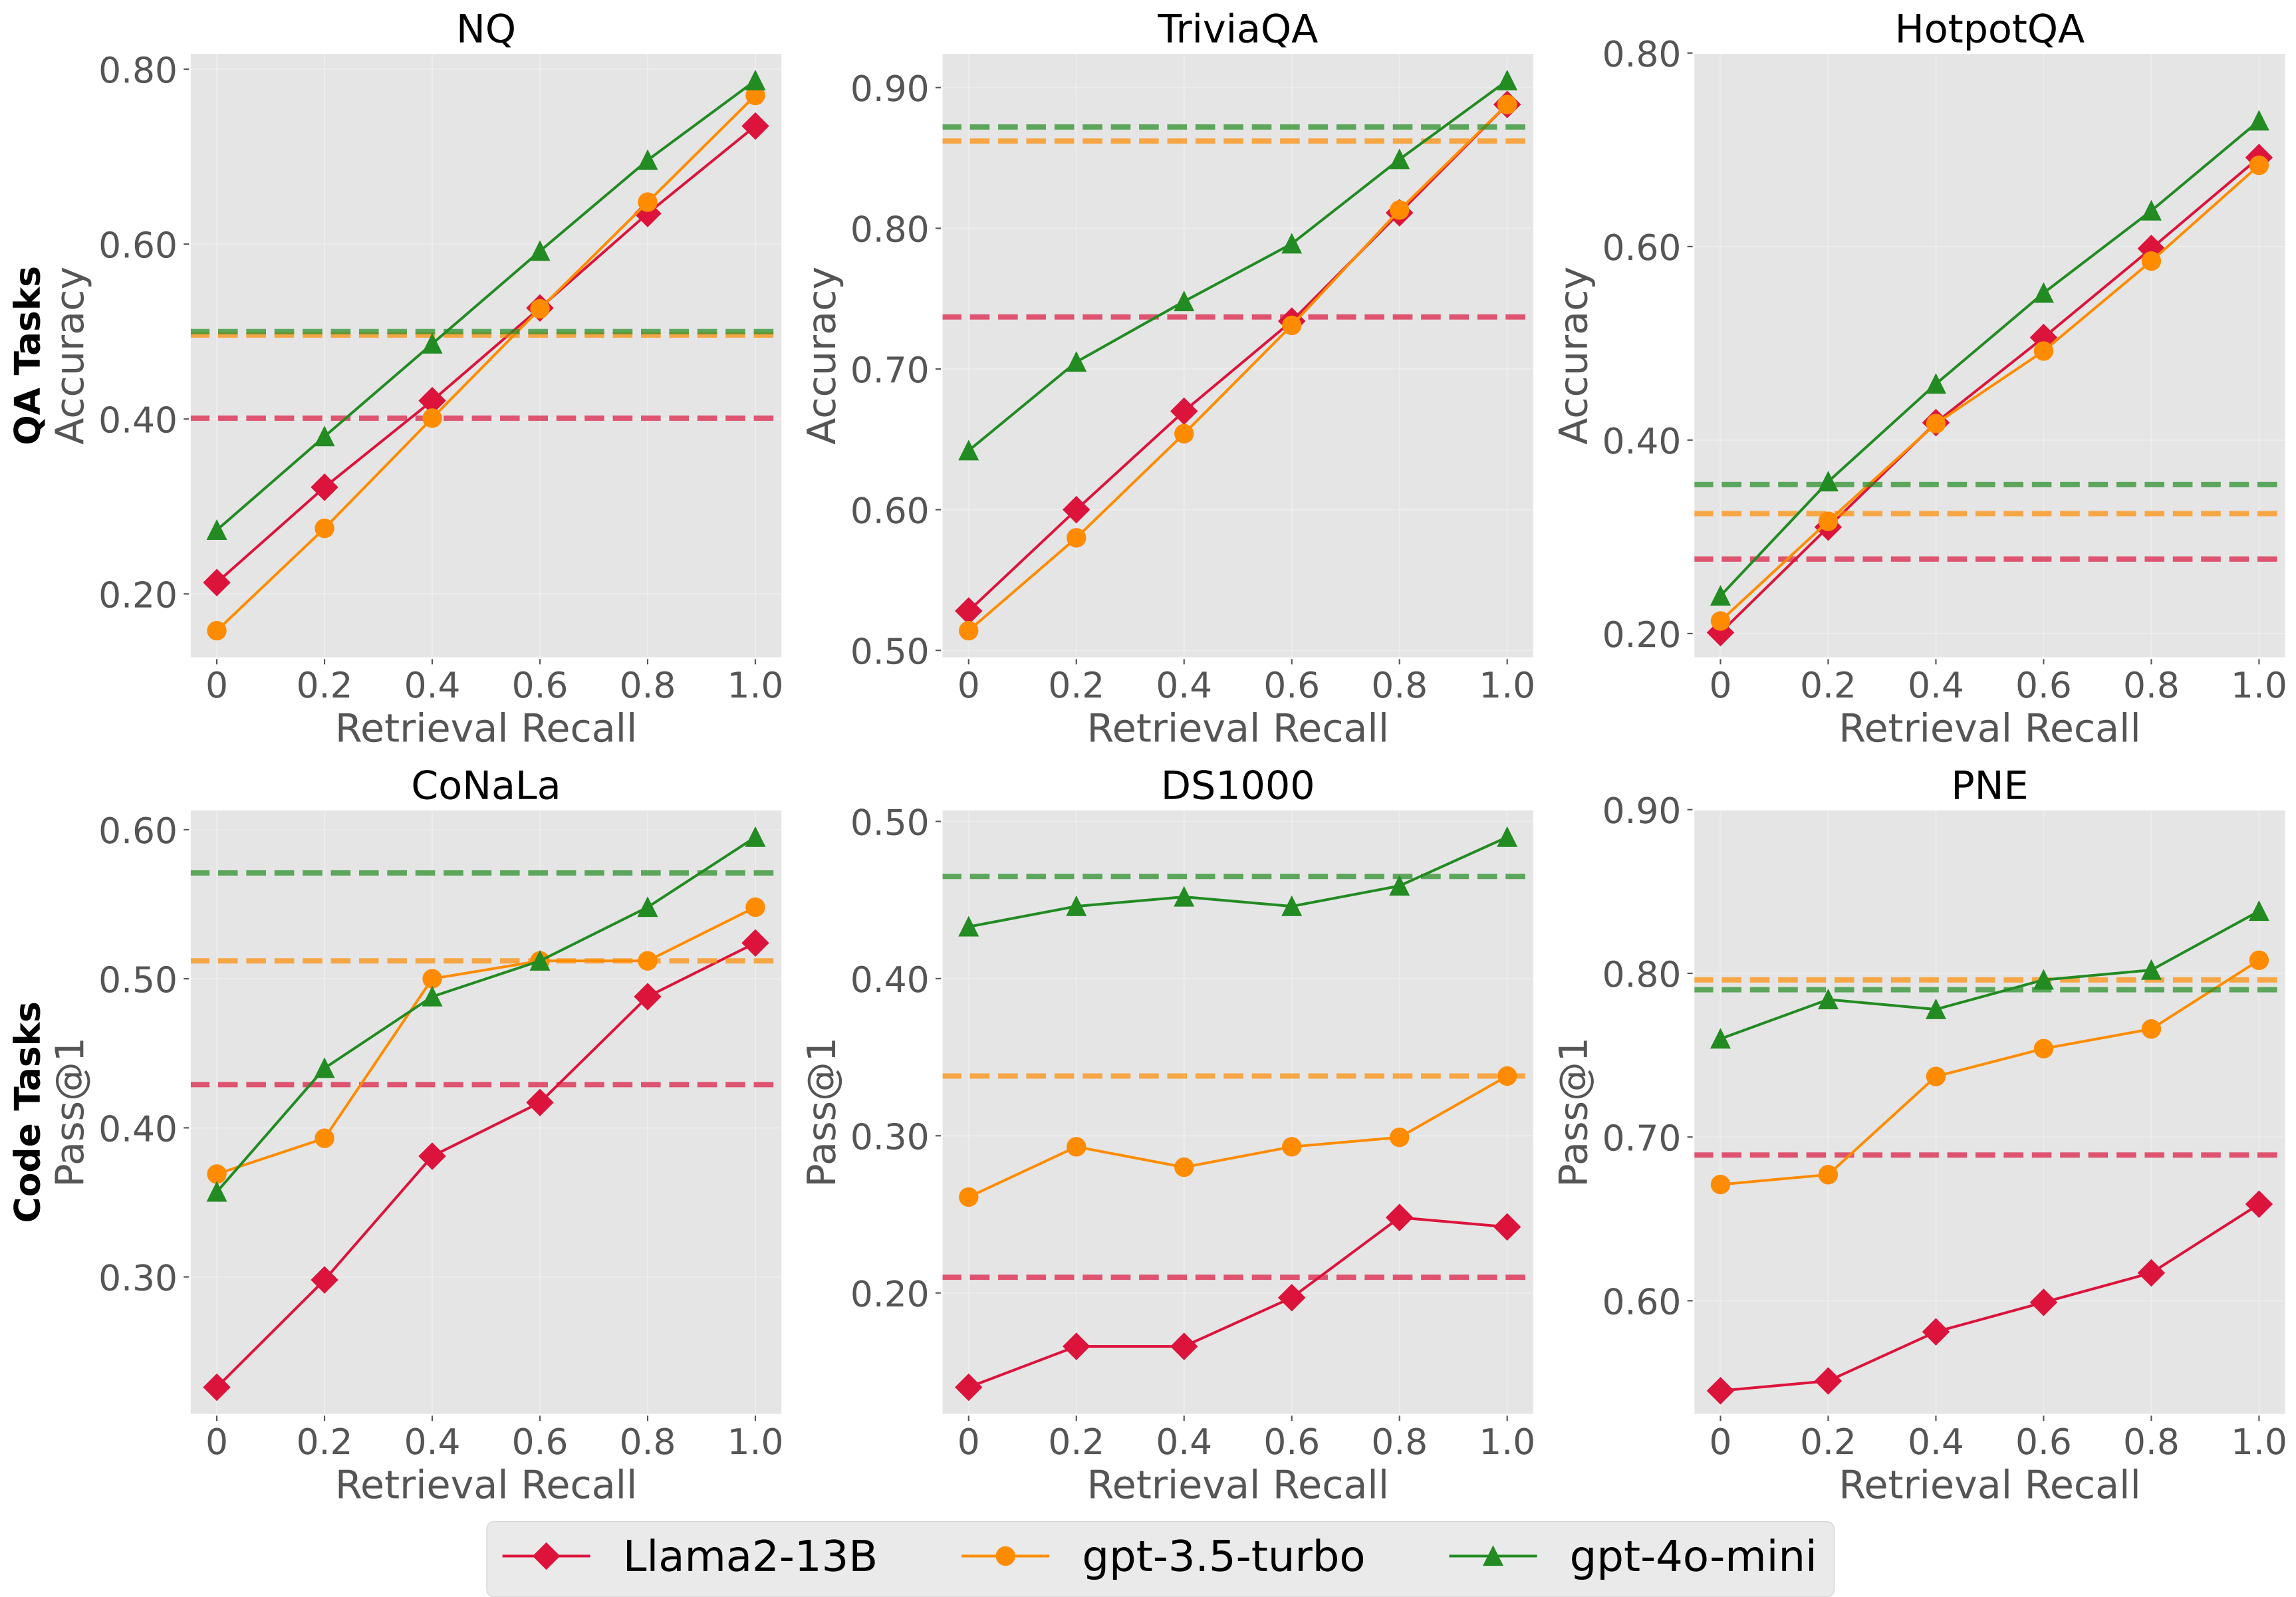 NQ
TriviaQA
HotpotQA
QA Tasks
Accuracy
0.80
0.60
0.40
0.20
0 0.2 0.4 0.6 0.8 1.0
Retrieval Recall
Accuracy
0.90
0.80
0.70
0.60
0.50
0 0.2 0.4 0.6 0.8 1.0
Retrieval Recall
Accuracy
0.80
0.60
0.40
0.20
0 0.2 0.4 0.6 0.8 1.0
Retrieval Recall
CoNaLa
DS1000
PNE
Code Tasks
Pass@1
0.60
0.50
0.40
0.30
0 0.2 0.4 0.6 0.8 1.0
Retrieval Recall
Pass@1
0.50
0.40
0.30
0.20
0 0.2 0.4 0.6 0.8 1.0
Retrieval Recall
Pass@1
0.90
0.80
0.70
0.60
0 0.2 0.4 0.6 0.8 1.0
Retrieval Recall
Llama2-13B gpt-3.5-turbo gpt-4o-mini